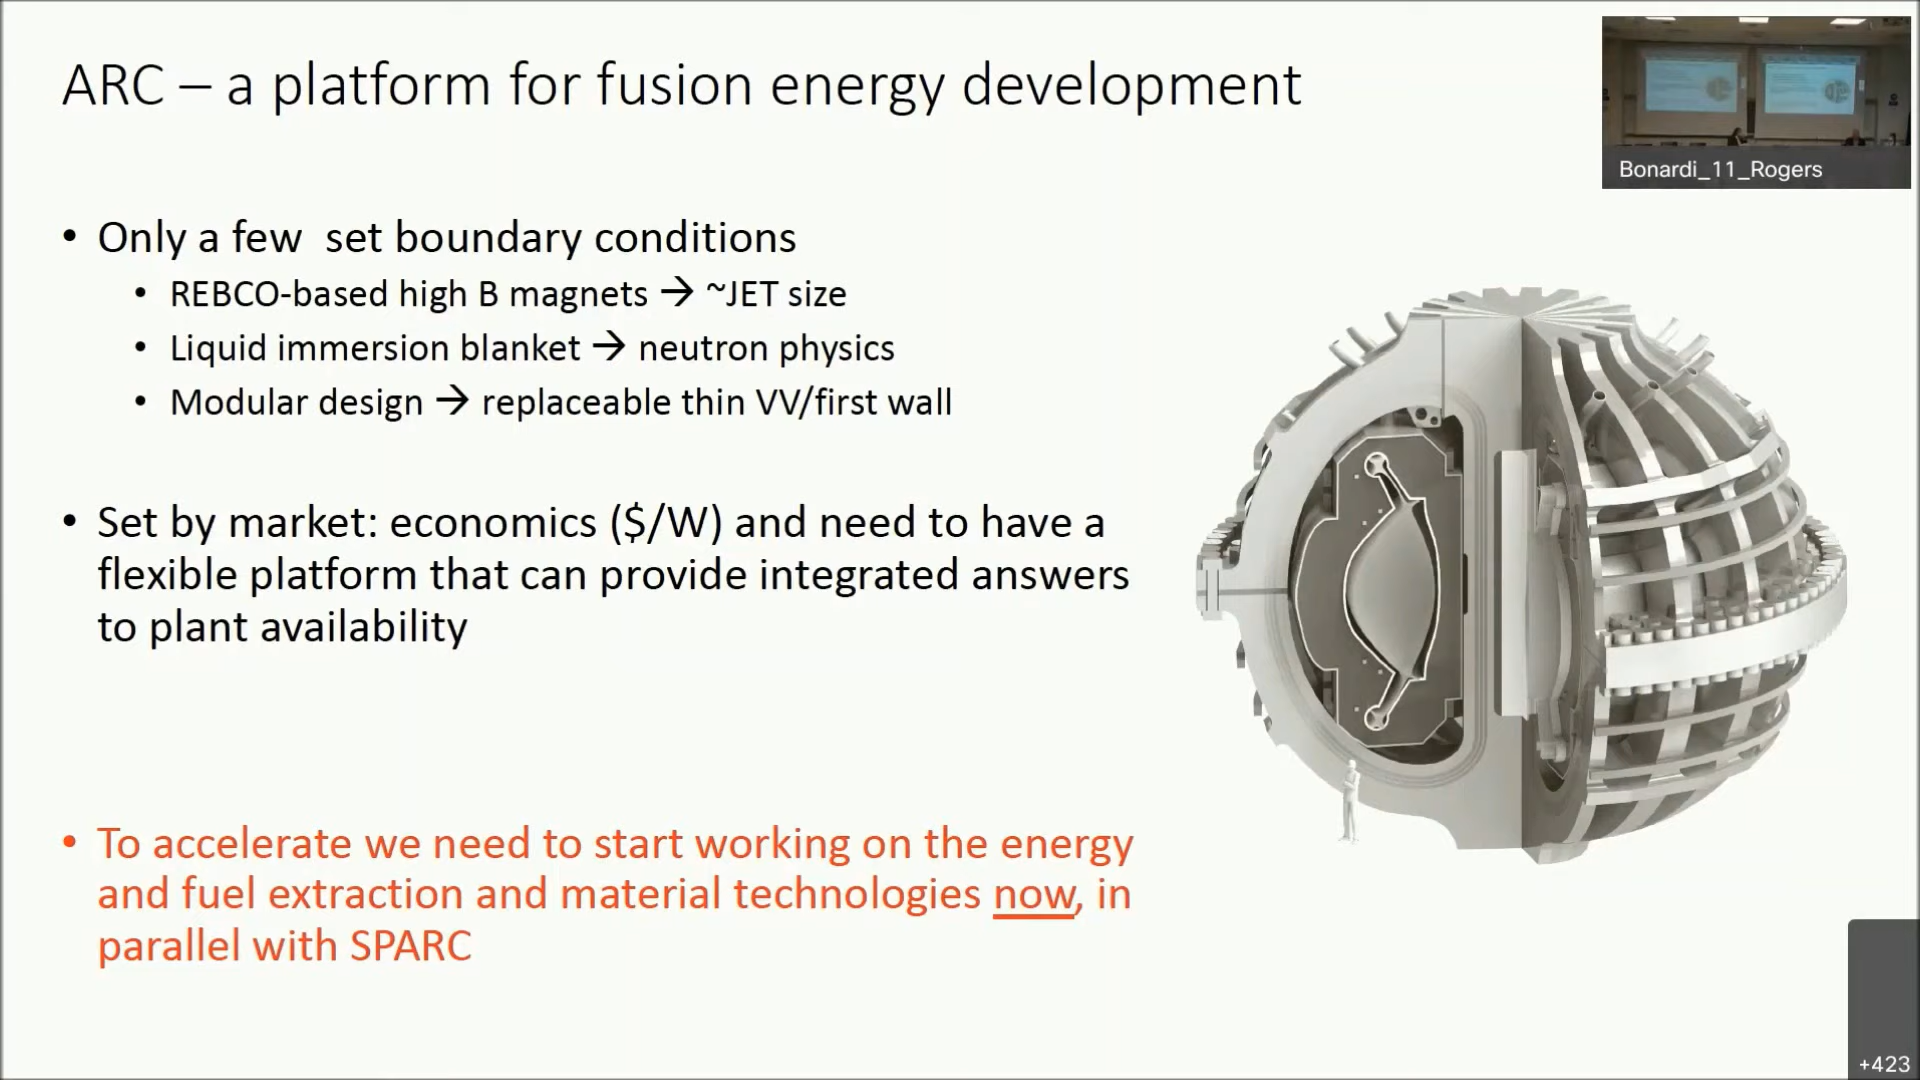 ARC – a platform for fusion energy development
Bonardi_11_Rogers
• Only a few  set boundary conditions
• REBCO-based high B magnets → ~JET size
• Liquid immersion blanket → neutron physics
• Modular design → replaceable thin VV/first wall
• Set by market: economics ($/W) and need to have a
flexible platform that can provide integrated answers
to plant availability
• To accelerate we need to start working on the energy
and fuel extraction and material technologies now, in
parallel with SPARC
+423